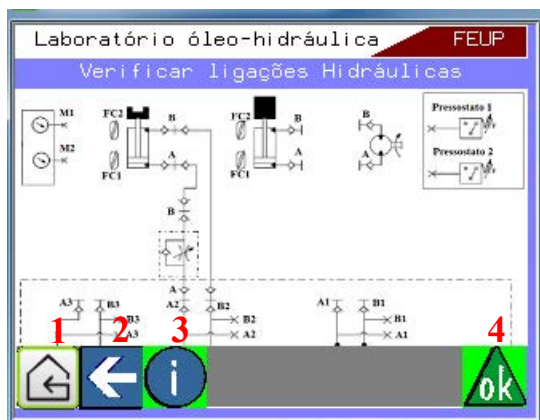 Laboratório óleo-hidráulica FEUP
Verificar ligações Hidráulicas
M1 FC2 B FC2 B B Pressostato 1
M2 FC1 A FC1 A A Pressostato 2
B
A
A3 B3 A2 B2 A1 B1
B3 B2 B1
A3 A2 A1
1 2 3 4
i ok